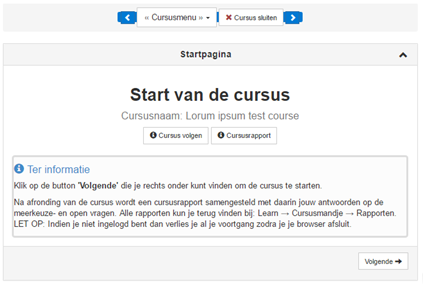 « Cursusmenu » Cursus sluiten
Startpagina
Start van de cursus
Cursusnaam: Lorum ipsum test course
Cursus volgen Cursusrapport
Ter informatie
Klik op de button 'Volgende' die je rechts onder kunt vinden om de cursus te starten.
Na afronding van de cursus wordt een cursusrapport samengesteld met daarin jouw antwoorden op de
meerkeuze- en open vragen. Alle rapporten kun je terug vinden bij: Learn → Cursusmandje → Rapporten.
LET OP: Indien je niet ingelogd bent dan verlies je al je voortgang zodra je je browser afsluit.
Volgende